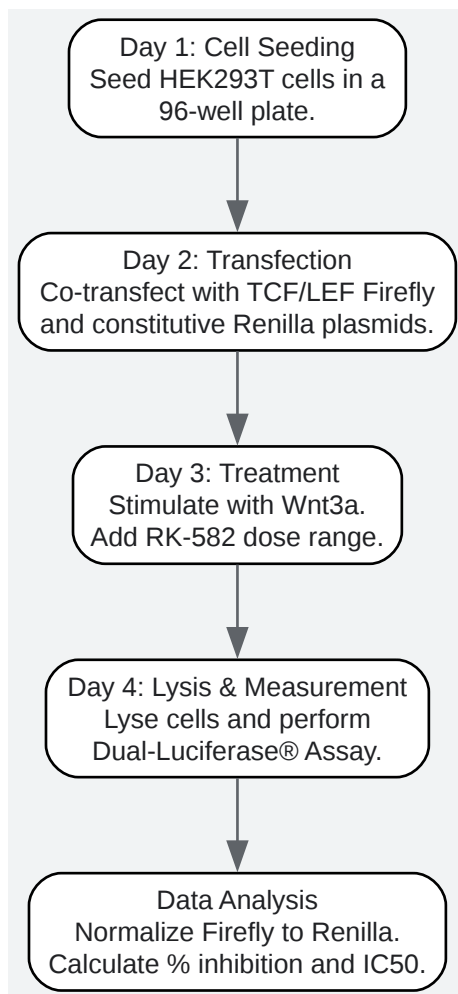 Day 1: Cell Seeding
Seed HEK293T cells in a
96-well plate.
Day 2: Transfection
Co-transfect with TCF/LEF Firefly
and constitutive Renilla plasmids.
Day 3: Treatment
Stimulate with Wnt3a.
Add RK-582 dose range.
Day 4: Lysis & Measurement
Lyse cells and perform
Dual-Luciferase® Assay.
Data Analysis
Normalize Firefly to Renilla.
Calculate % inhibition and IC50.